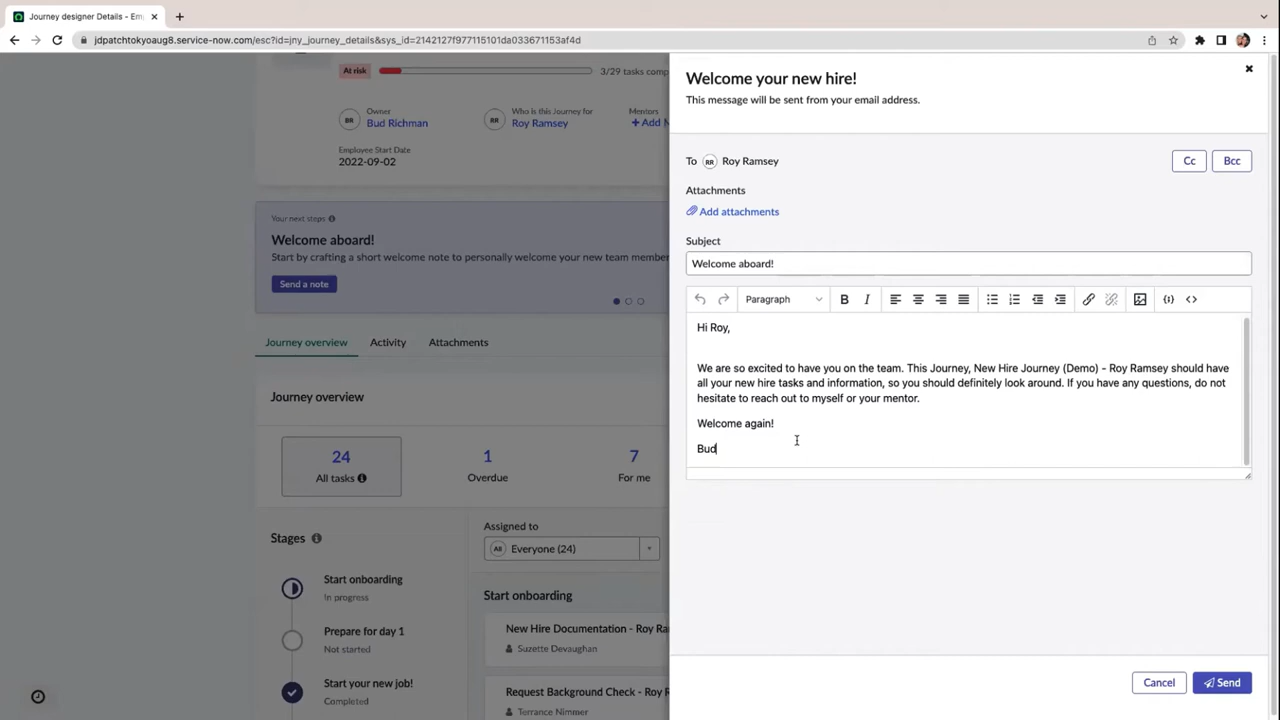 Journey designer Details - Em
jdpatchtokyoaug8.service-now.com/esc?id=jny_journey_details&sys_id=2142127f977115101da033671153af4d
At risk
3/29 tasks comp
Owner
BR
Bud Richman
Who Is this Journey for
RR
Roy Ramsey
Mentors
+ Add N
Employee Start Date
2022-09-02
Your next steps
Welcome aboard!
Start by crafting a short welcome note to personally welcome your new team member
Send a note
Journey overview
Activity
Attachments
Journey overview
24
All tasks
1
Overdue
7
For me
Stages
Start onboarding
In progress
Prepare for day 1
Not started
Start your new job!
Completed
Assigned to
All
Everyone (24)
Start onboarding
New Hire Documentation - Roy Ra
Suzette Devaughan
Request Background Check - Roy R
Terrance Nimmer
Welcome your new hire!
This message will be sent from your email address.
To
RR
Roy Ramsey
Cc
Bcc
Attachments
Add attachments
Subject
Welcome aboard!
Paragraph
B
I
Hi Roy,
We are so excited to have you on the team. This Journey, New Hire Journey (Demo) - Roy Ramsey should have
all your new hire tasks and information, so you should definitely look around. If you have any questions, do not
hesitate to reach out to myself or your mentor.
Welcome again!
Bud
Cancel
Send